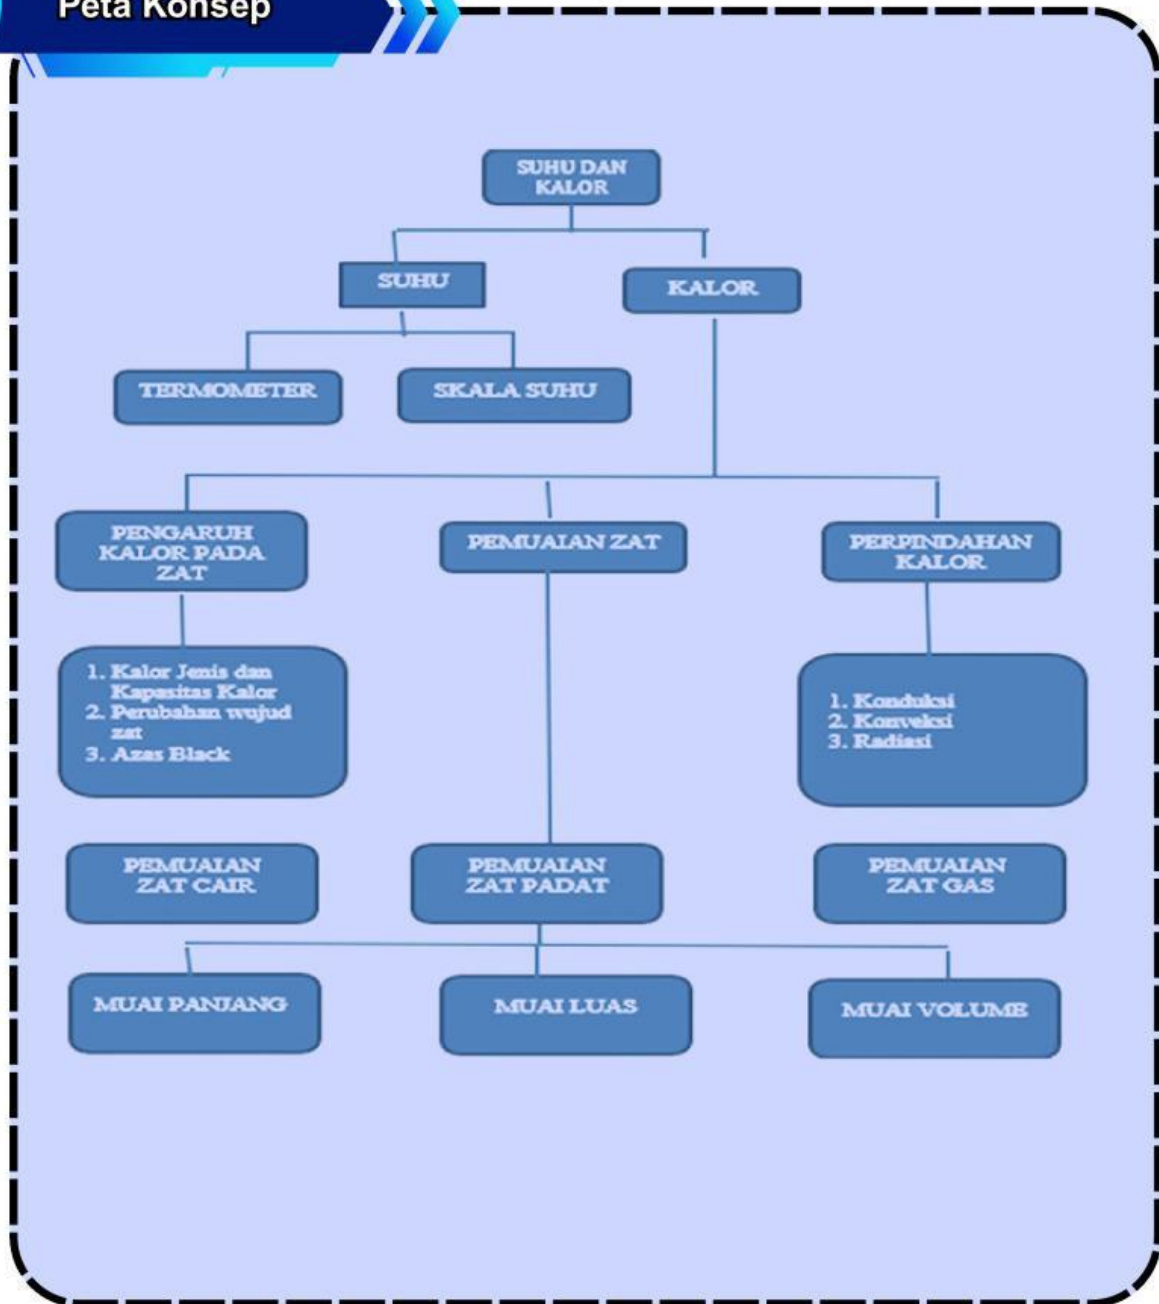 Peta Konsep
SUHU DAN
KALOR
SUHU
KALOR
TERMOMETER
SKALA SUHU
PENGARUH
KALOR PADA
ZAT
PEMUAIAN ZAT
PERPINDAHAN
KALOR
1. Kalor Jenis dan
Kapasitas Kalor
2. Perubahan wujud
zat
3. Azas Black
1. Konduksi
2. Konveksi
3. Radiasi
PEMUAIAN
ZAT CAIR
PEMUAIAN
ZAT PADAT
PEMUAIAN
ZAT GAS
MUAI PANJANG
MUAI LUAS
MUAI VOLUME